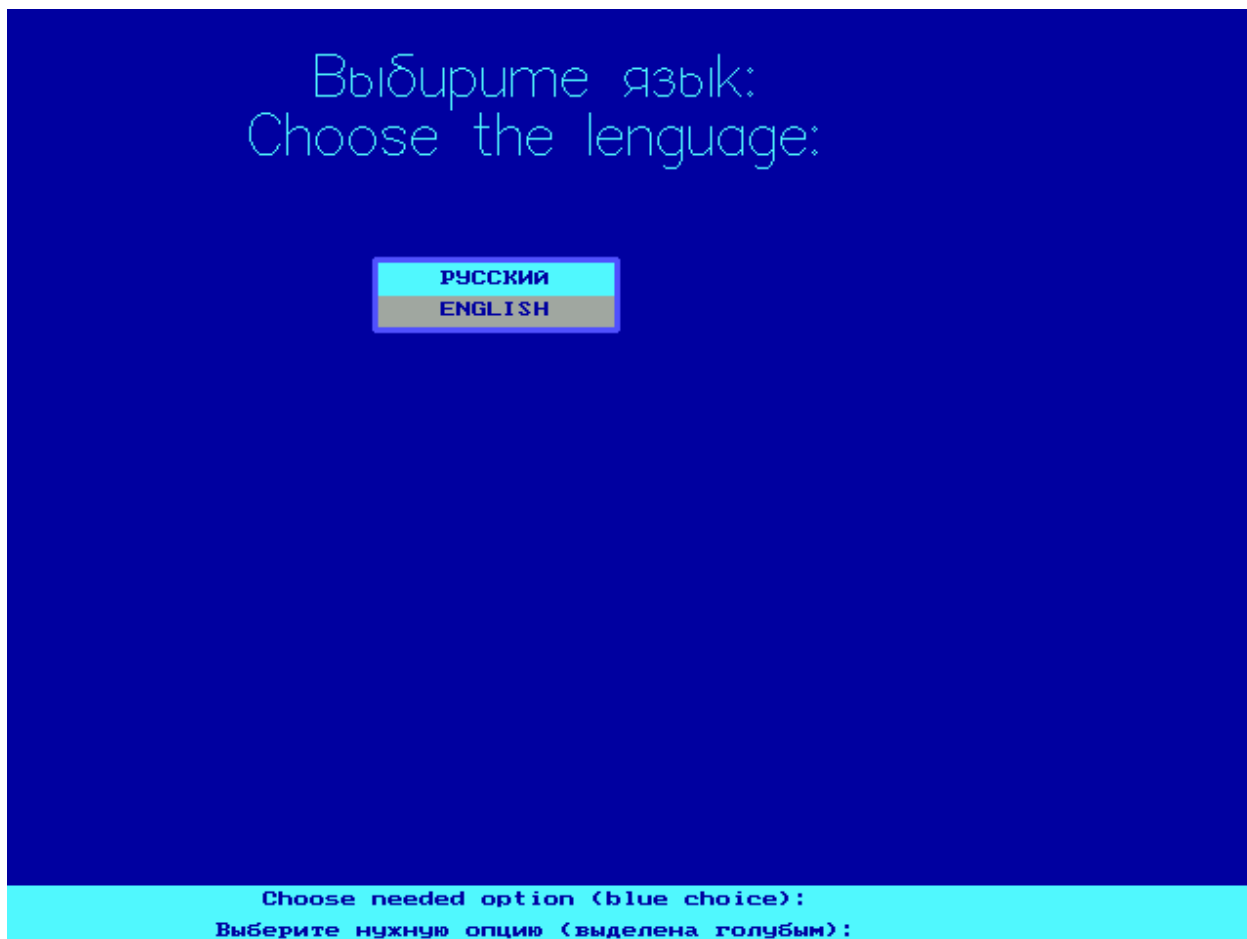 Выбирите язык:
Choose the lenguage:
РУССКИЙ
ENGLISH
Choose needed option (blue choice):
Выберите нужную опцию (выделена голубым):